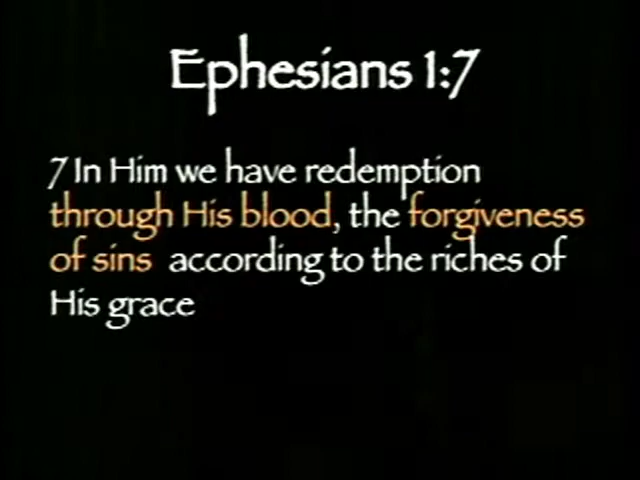 Ephesians 1:7
7 In Him we have redemption
through His blood, the forgiveness
of sins according to the riches of
His grace